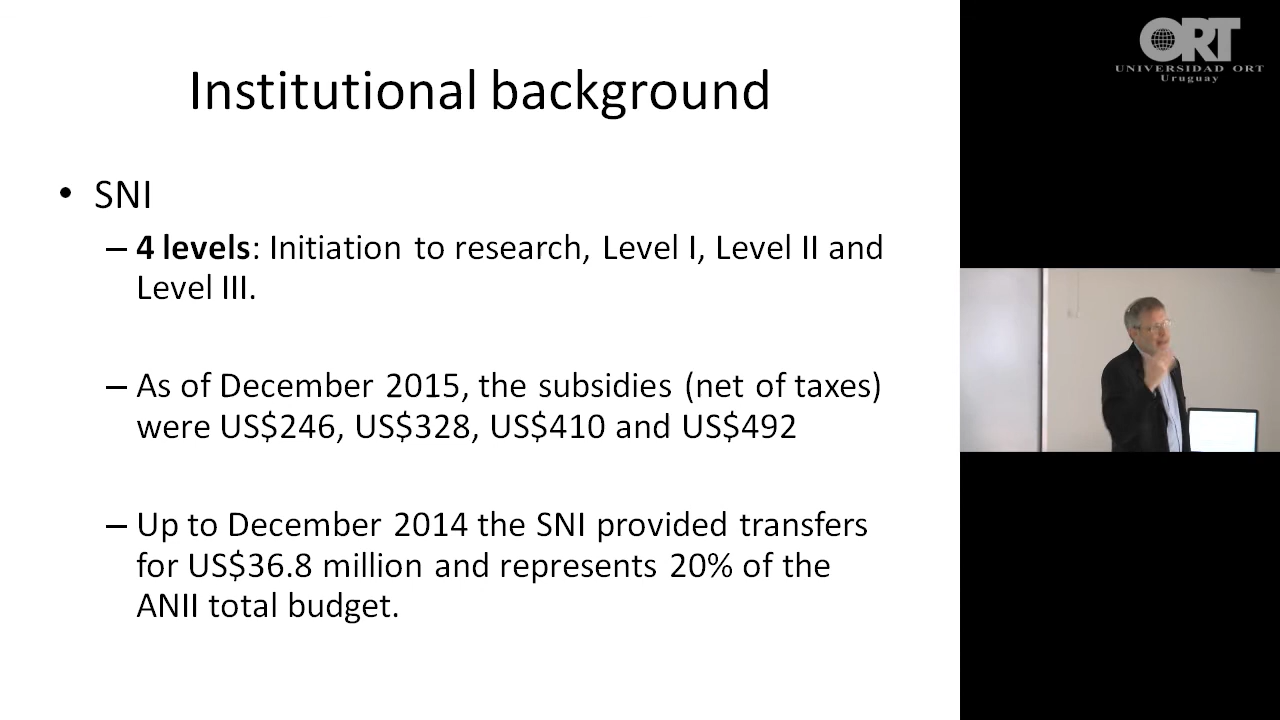 Institutional background
• SNI
– 4 levels: Initiation to research, Level I, Level II and
Level III.
– As of December 2015, the subsidies (net of taxes)
were US$246, US$328, US$410 and US$492
– Up to December 2014 the SNI provided transfers
for US$36.8 million and represents 20% of the
ANII total budget.
ORT
UNIVERSIDAD ORT
Uruguay